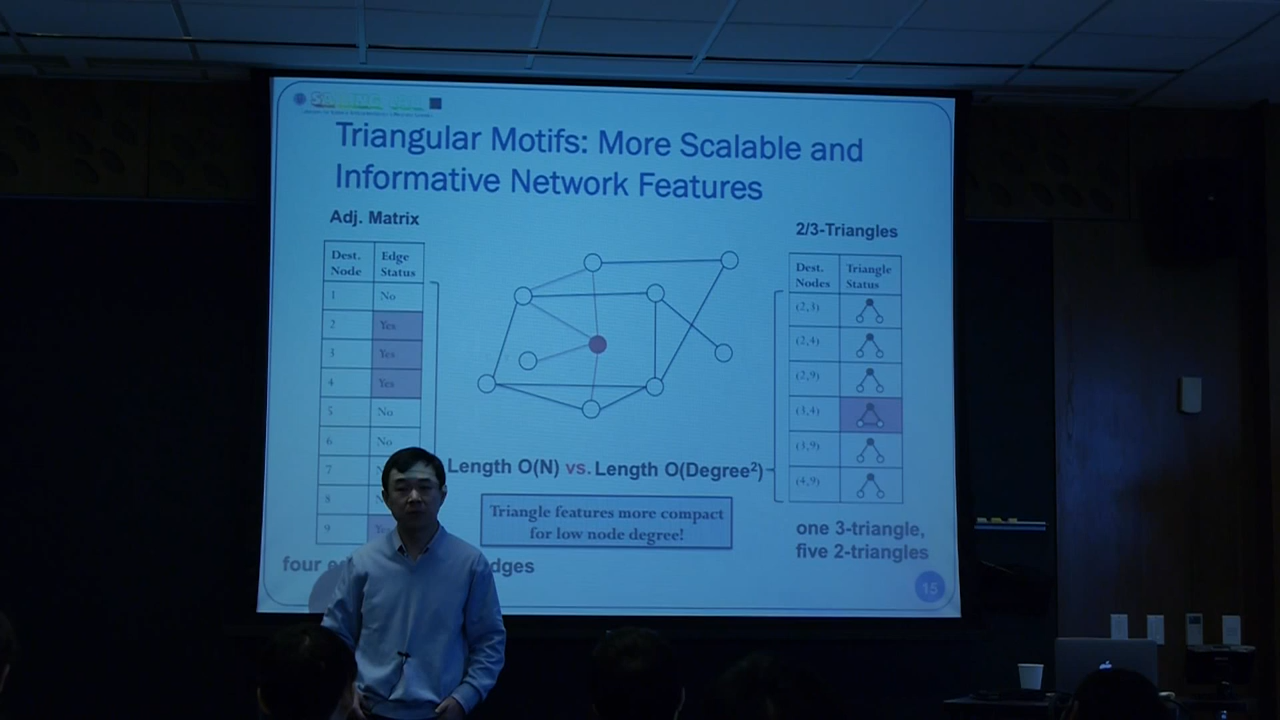 Triangular Motifs: More Scalable and
Informative Network Features
Adj. Matrix
Dest. Node Edge Status
1 No
2 Yes
3 Yes
4 Yes
5 No
6 No
7
8
9 Yes
Length O(N) vs. Length O(Degree²)
Triangle features more compact
for low node degree!
four
2/3-Triangles
Dest. Nodes Triangle Status
(2,3)
(2,4)
(2,9)
(3,4)
(3,9)
(4,9)
one 3-triangle,
five 2-triangles
15